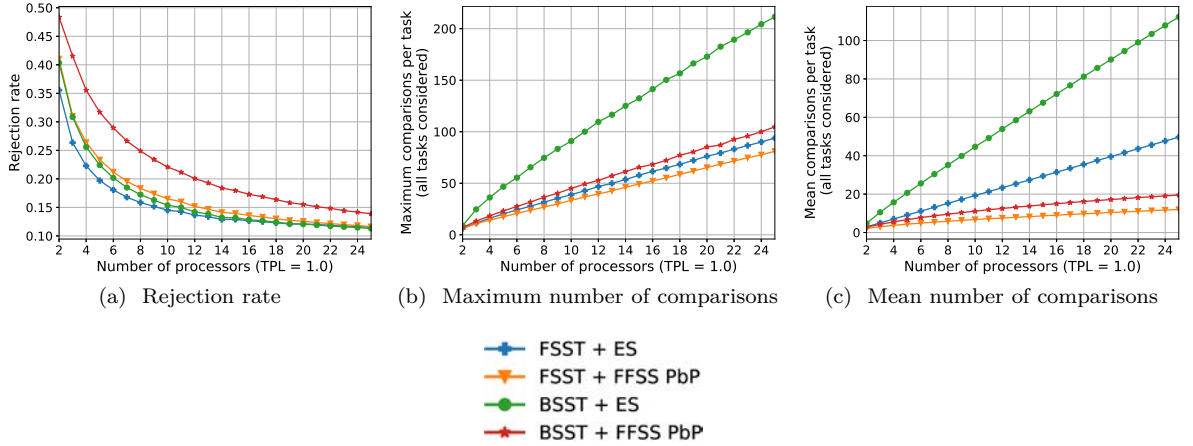 0.50
0.45
0.40
0.35
0.30
0.25
0.20
0.15
0.10
Rejection rate
2 4 6 8 10 12 14 16 18 20 22 24
Number of processors (TPL = 1.0)
(a) Rejection rate
200
150
100
50
0
Maximum comparisons per task
(all tasks considered)
2 4 6 8 10 12 14 16 18 20 22 24
Number of processors (TPL = 1.0)
(b) Maximum number of comparisons
100
80
60
40
20
0
Mean comparisons per task
(all tasks considered)
2 4 6 8 10 12 14 16 18 20 22 24
Number of processors (TPL = 1.0)
(c) Mean number of comparisons
FSST + ES
FSST + FFSS PbP
BSST + ES
BSST + FFSS PbP